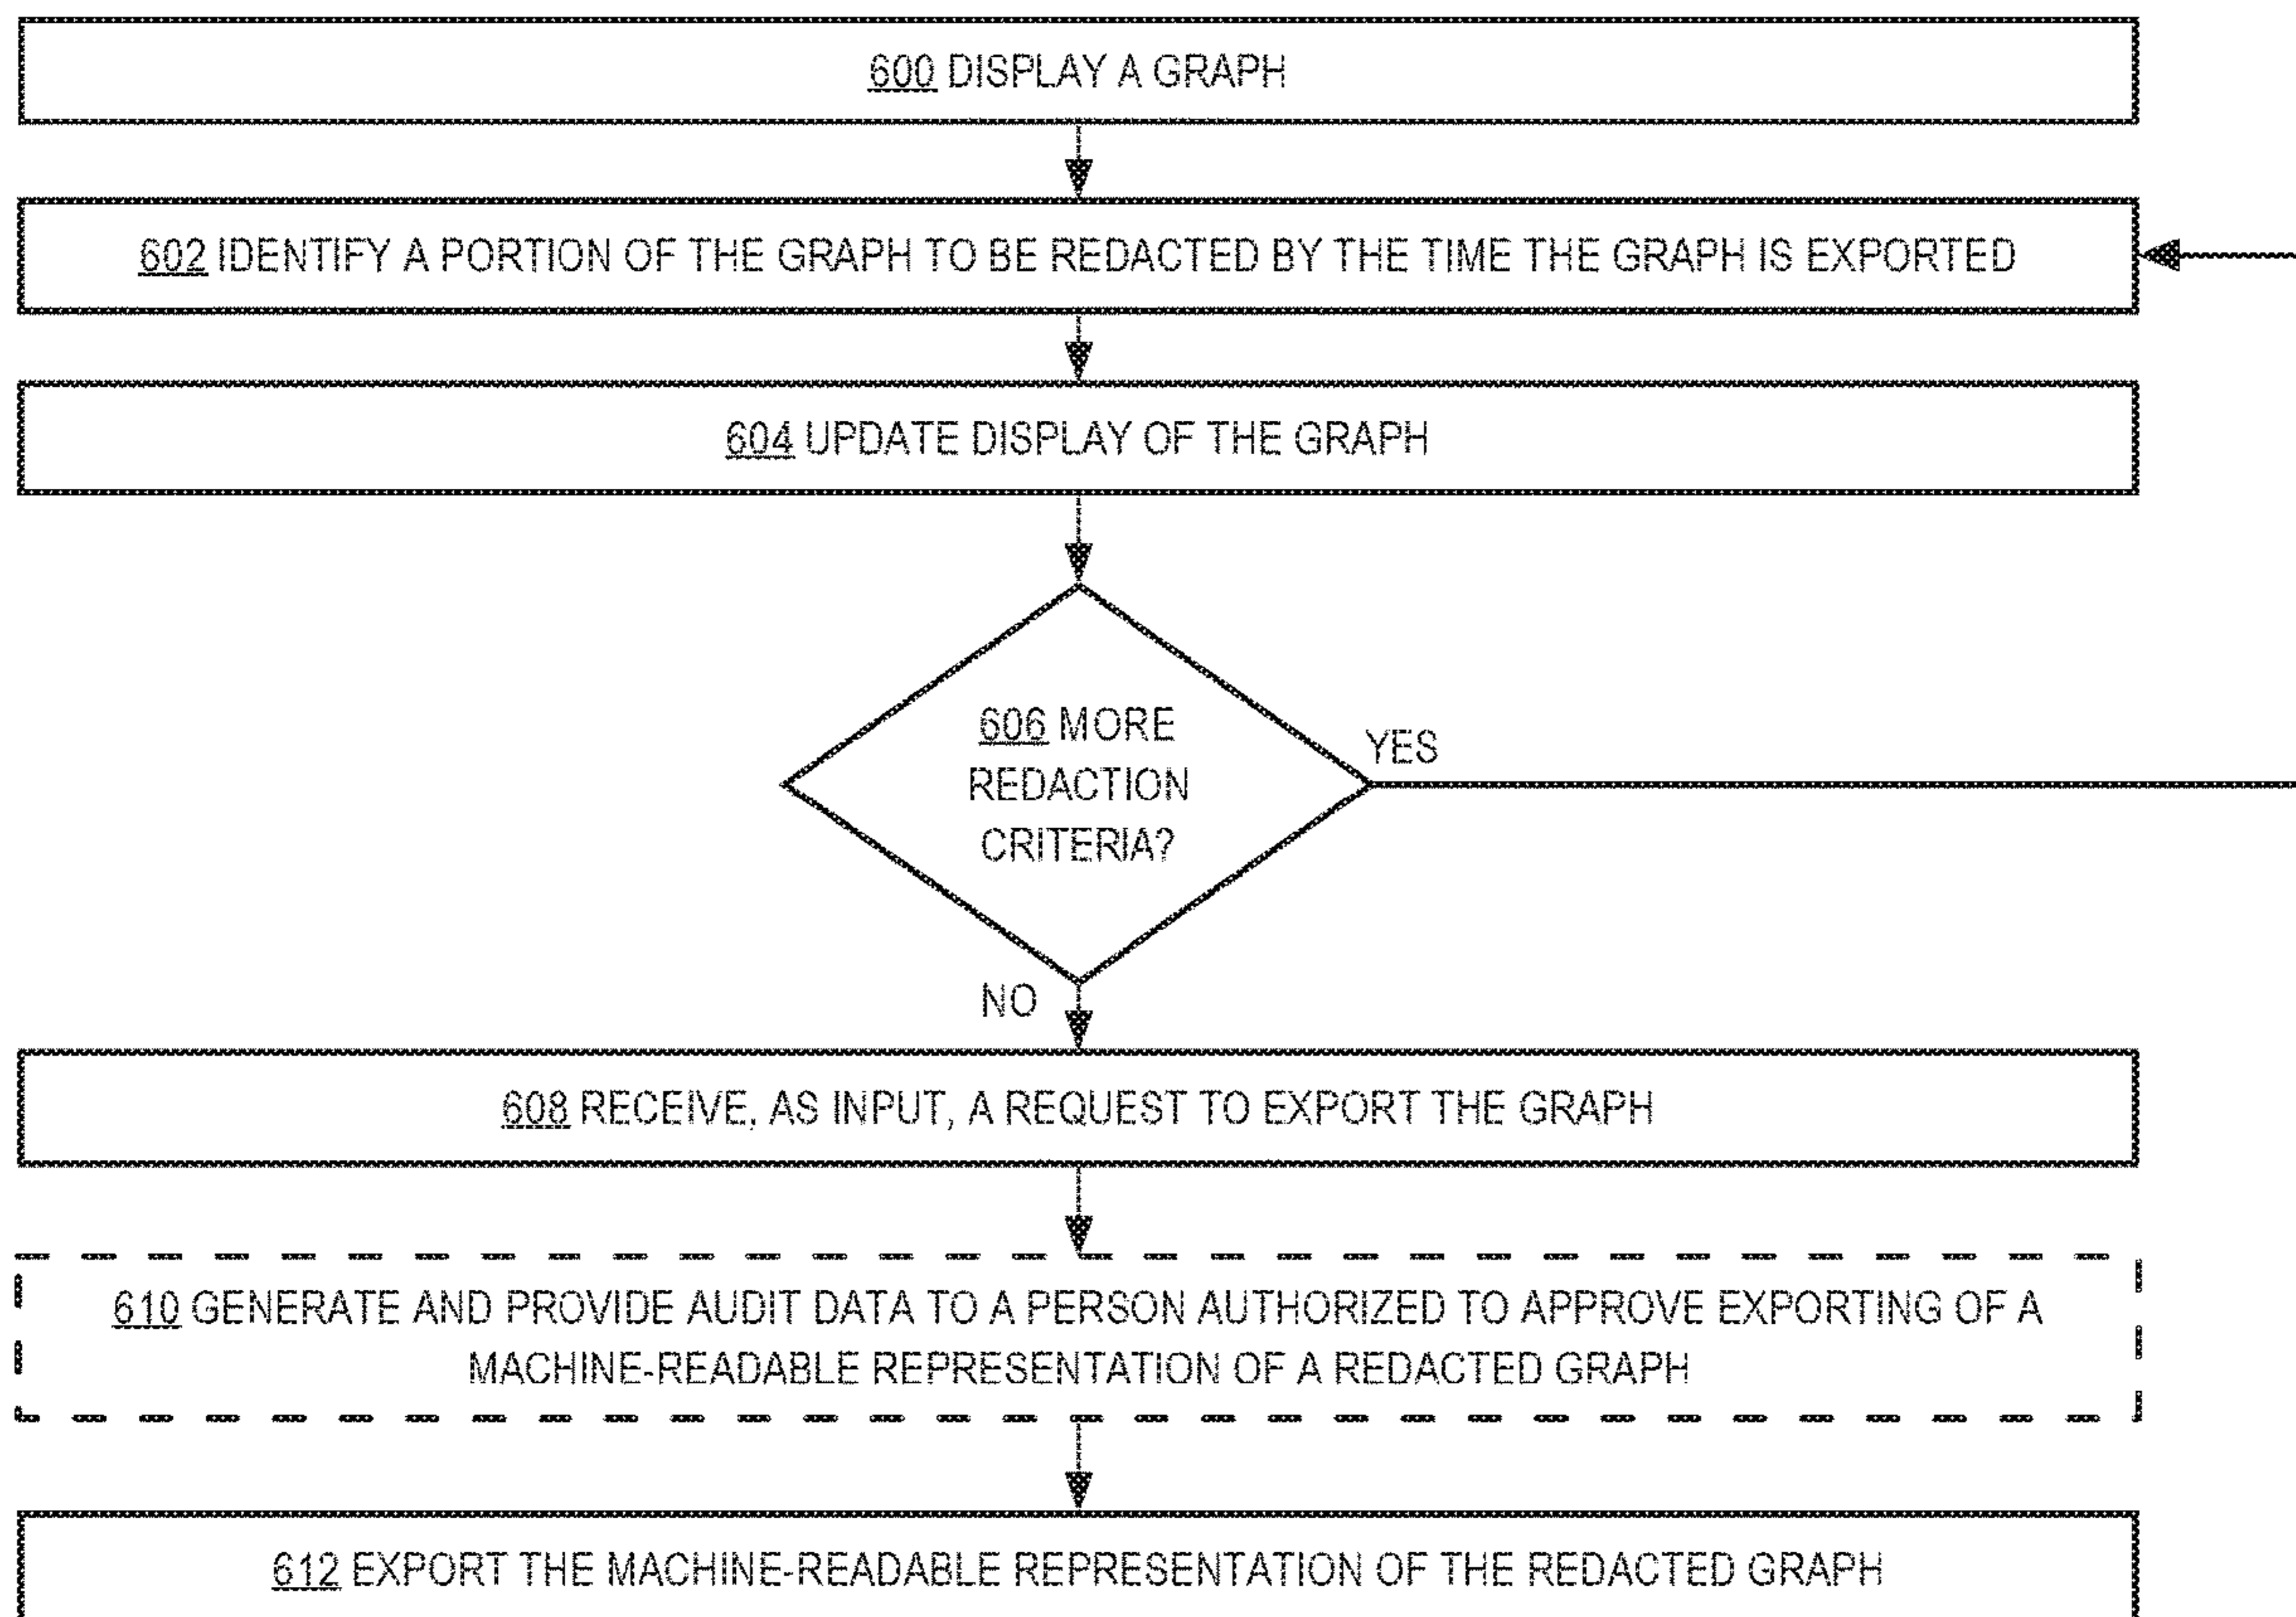 600 DISPLAY A GRAPH
602 IDENTIFY A PORTION OF THE GRAPH TO BE REDACTED BY THE TIME THE GRAPH IS EXPORTED
604 UPDATE DISPLAY OF THE GRAPH
606 MORE
REDACTION
CRITERIA?
YES
NO
608 RECEIVE, AS INPUT, A REQUEST TO EXPORT THE GRAPH
610 GENERATE AND PROVIDE AUDIT DATA TO A PERSON AUTHORIZED TO APPROVE EXPORTING OF A
MACHINE-READABLE REPRESENTATION OF A REDACTED GRAPH
612 EXPORT THE MACHINE-READABLE REPRESENTATION OF THE REDACTED GRAPH